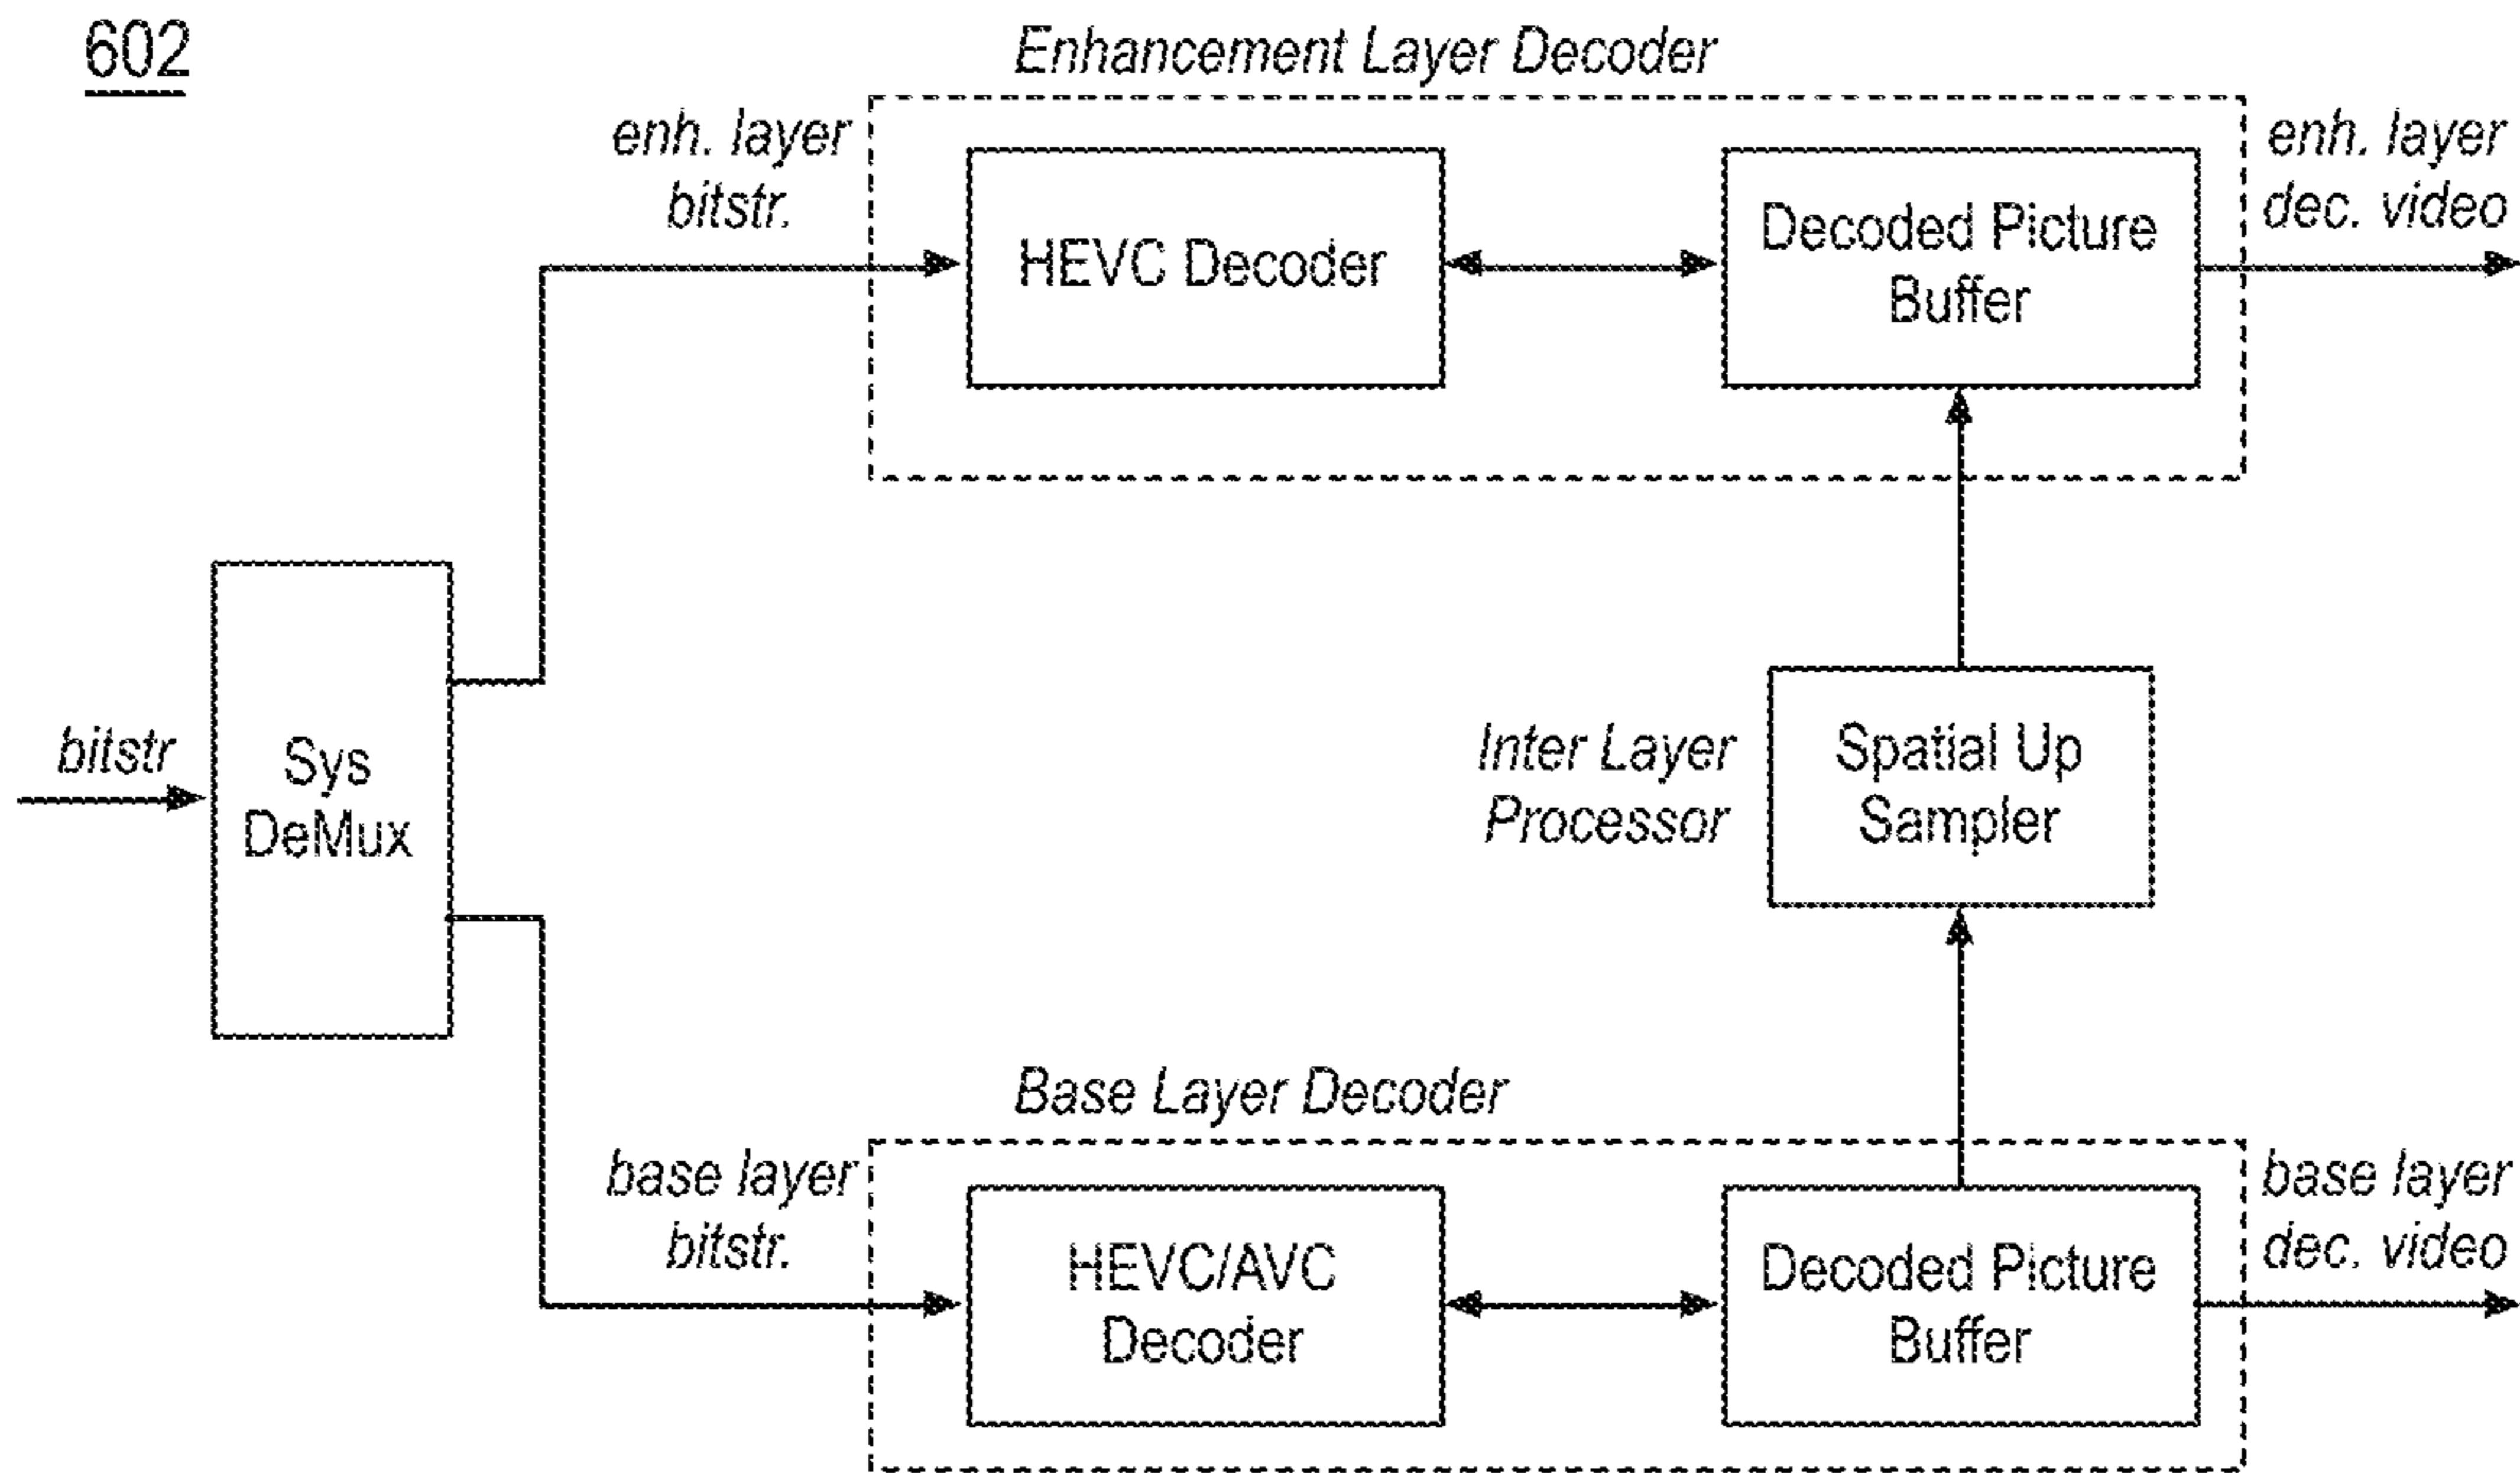 602
Enhancement Layer Decoder
enh. layer
bitstr.
HEVC Decoder
Decoded Picture
Buffer
enh. layer
dec. video
bitstr
Sys
DeMux
Inter Layer
Processor
Spatial Up
Sampler
Base Layer Decoder
base layer
bitstr.
HEVC/AVC
Decoder
Decoded Picture
Buffer
base layer
dec. video